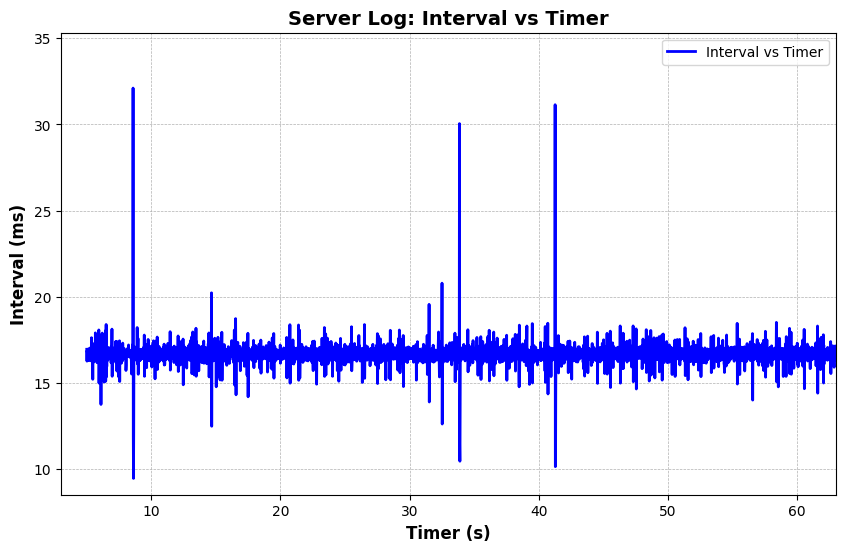 Server Log: Interval vs Timer
Interval vs Timer
35
30
25
20
15
10
Interval (ms)
10 20 30 40 50 60
Timer (s)